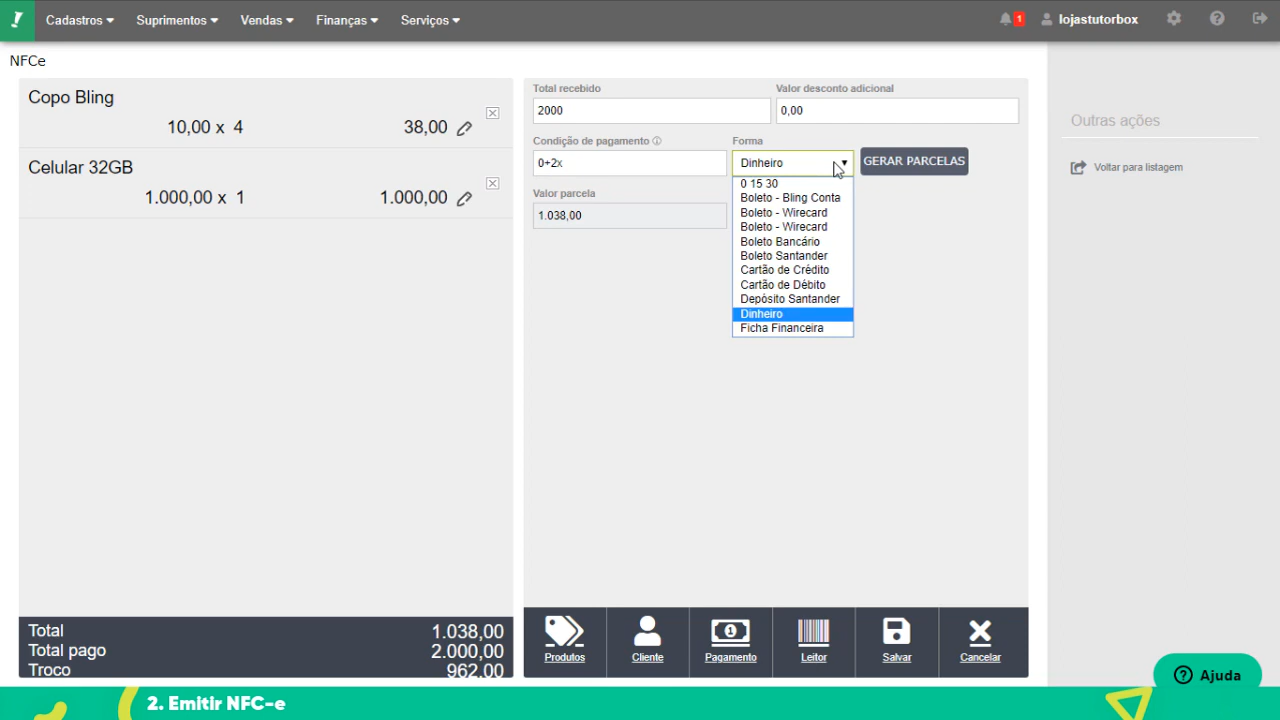 Cadastros Suprimentos Vendas Finanças Serviços 1 lojastutorbox
NFCe
Copo Bling
10,00 x 4 38,00
Celular 32GB
1.000,00 x 1 1.000,00
Total 1.038,00
Total pago 2.000,00
Troco 962,00
Total recebido Valor desconto adicional
2000 0,00
Condição de pagamento Forma
0+2x Dinheiro GERAR PARCELAS
Valor parcela
1.038,00
0 15 30
Boleto - Bling Conta
Boleto - Wirecard
Boleto - Wirecard
Boleto Bancário
Boleto Santander
Cartão de Crédito
Cartão de Débito
Depósito Santander
Dinheiro
Ficha Financeira
Produtos Cliente Pagamento Leitor Salvar Cancelar
Outras ações
Voltar para listagem
Ajuda
2. Emitir NFC-e